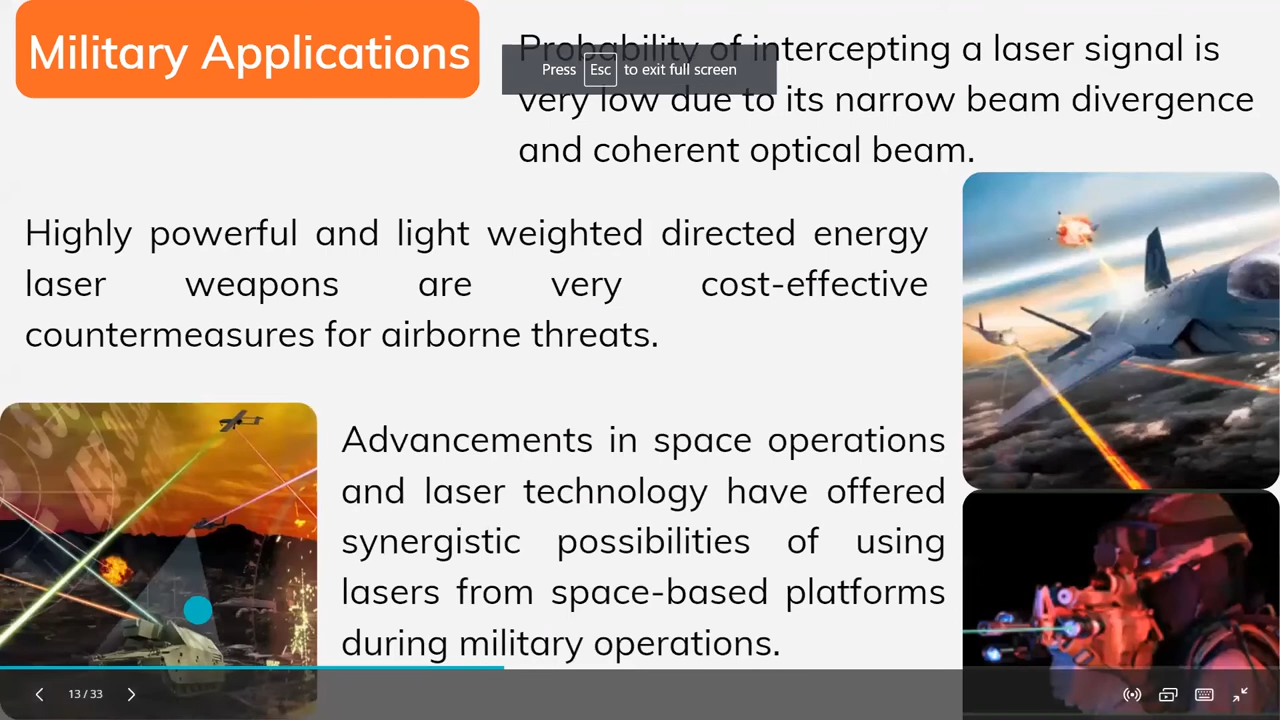 Military Applications
Probability of intercepting a laser signal is
Press Esc to exit full screen
very low due to its narrow beam divergence
and coherent optical beam.
Highly powerful and light weighted directed energy
laser weapons are very cost-effective
countermeasures for airborne threats.
Advancements in space operations
and laser technology have offered
synergistic possibilities of using
lasers from space-based platforms
during military operations.
13 / 33